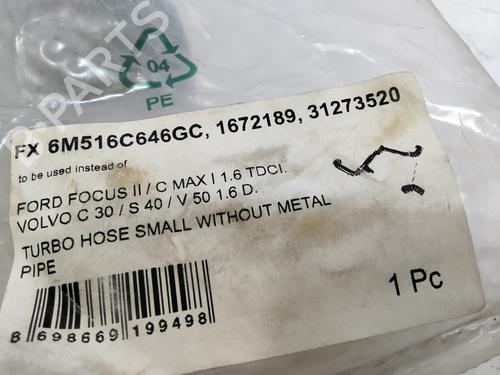 04
PE
FX 6M516C646GC, 1672189, 31273520
to be used instead of
FORD FOCUS II / C MAX I 1.6 TDCI.
VOLVO C 30 / S 40 / V 50 1.6 D.
TURBO HOSE SMALL WITHOUT METAL
PIPE
1 Pc
8 698669 199498
B-PARTS